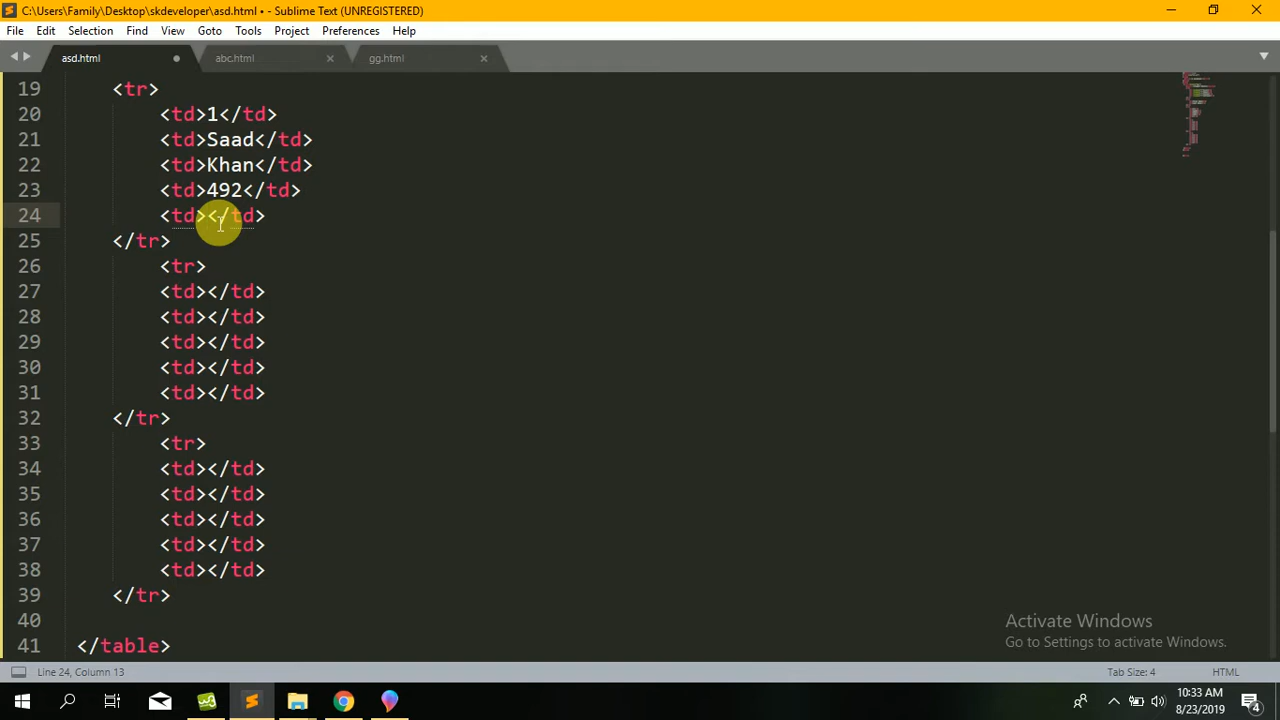 C:\Users\Family\Desktop\skdeveloper\asd.html • - Sublime Text (UNREGISTERED)
File Edit Selection Find View Goto Tools Project Preferences Help
asd.html abc.html gg.html
19 <tr>
20 <td>1</td>
21 <td>Saad</td>
22 <td>Khan</td>
23 <td>492</td>
24 <td></td>
25 </tr>
26 <tr>
27 <td></td>
28 <td></td>
29 <td></td>
30 <td></td>
31 <td></td>
32 </tr>
33 <tr>
34 <td></td>
35 <td></td>
36 <td></td>
37 <td></td>
38 <td></td>
39 </tr>
40
41 </table>
Activate Windows
Go to Settings to activate Windows.
Line 24, Column 13 Tab Size: 4 HTML
10:33 AM
8/23/2019
4